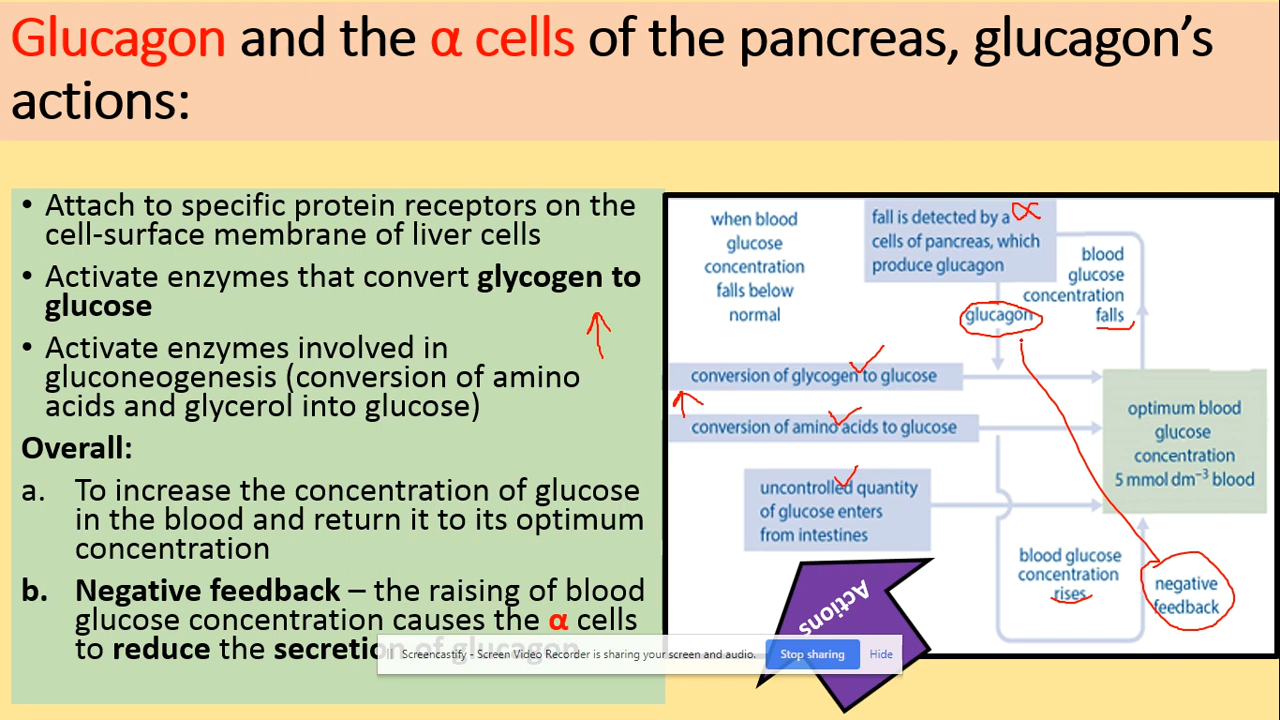 Glucagon and the α cells of the pancreas, glucagon's
actions:
• Attach to specific protein receptors on the
cell-surface membrane of liver cells
• Activate enzymes that convert glycogen to
glucose
• Activate enzymes involved in
gluconeogenesis (conversion of amino
acids and glycerol into glucose)
Overall:
a. To increase the concentration of glucose
in the blood and return it to its optimum
concentration
b. Negative feedback – the raising of blood
glucose concentration causes the α cells
to reduce the secretion of glucagon
when blood
glucose
concentration
falls below
normal
fall is detected by a α
cells of pancreas, which
produce glucagon
blood
glucose
concentration
falls
glucagon
conversion of glycogen to glucose
conversion of amino acids to glucose
uncontrolled quantity
of glucose enters
from intestines
optimum blood
glucose
concentration
5 mmol dm⁻³ blood
blood glucose
concentration
rises
negative
feedback
Actions
Screencastify - Screen Video Recorder is sharing your screen and audio.
Stop sharing
Hide